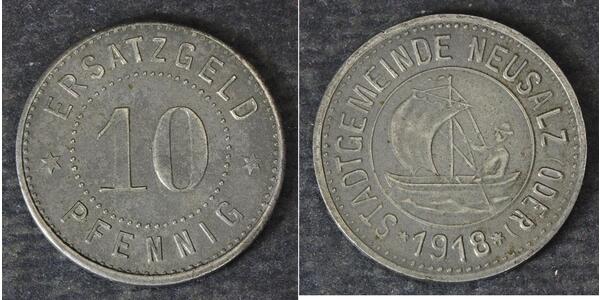 ERSATZGELD
10
PFENNIG
STADTGEMEINDE NEUSALZ (ODER)
*1918*